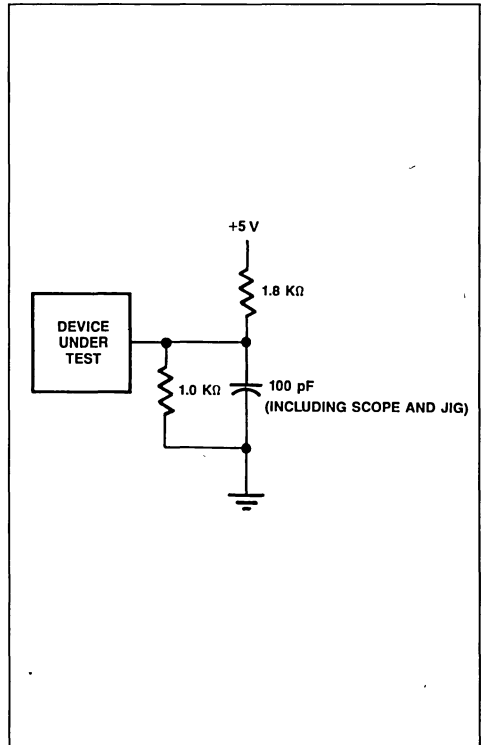 +5 V
1.8 KΩ
DEVICE
UNDER
TEST
1.0 KΩ
100 pF
(INCLUDING SCOPE AND JIG)